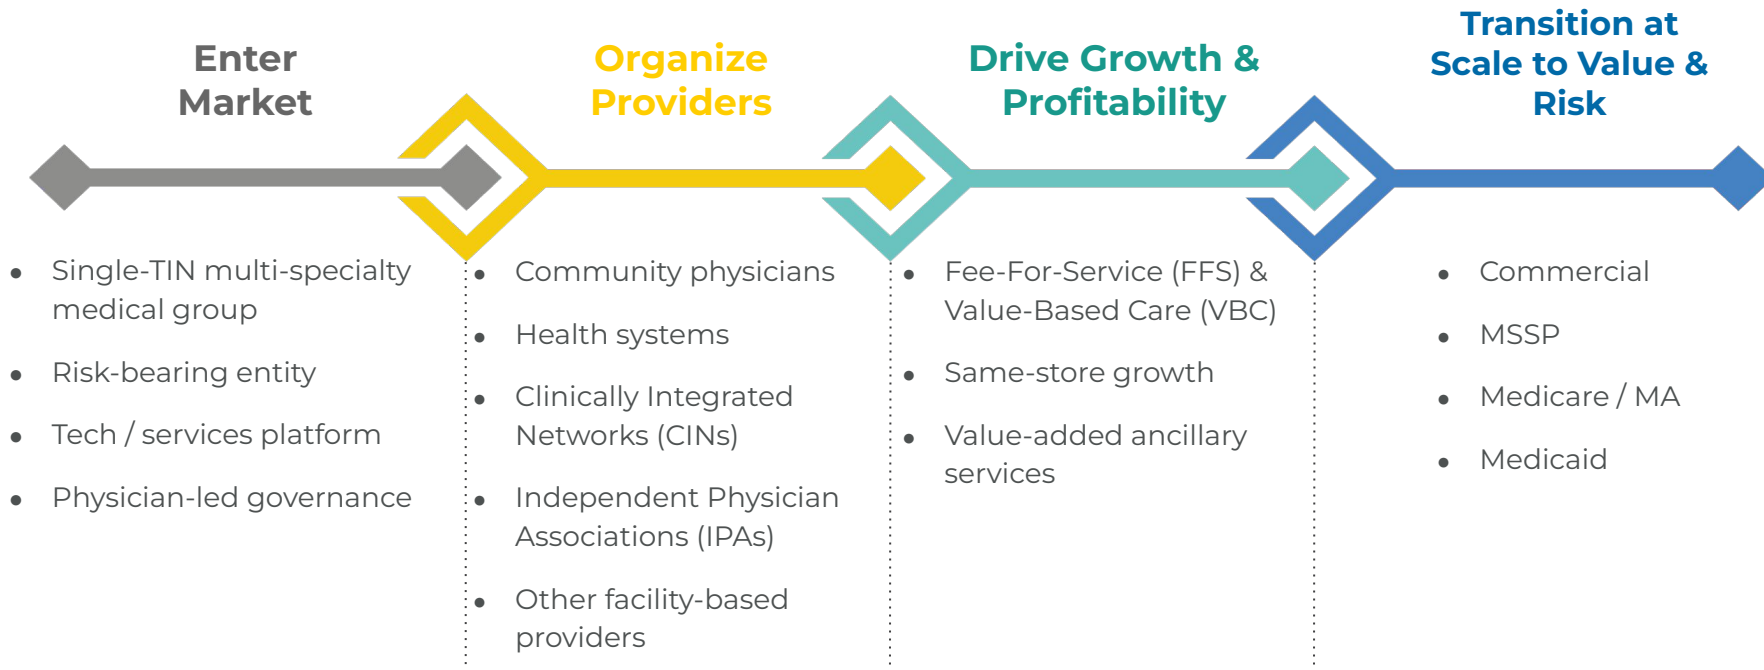 Enter
Market
● Single-TIN multi-specialty
medical group
● Risk-bearing entity
● Tech / services platform
● Physician-led governance
Organize
Providers
● Community physicians
● Health systems
● Clinically Integrated
Networks (CINs)
● Independent Physician
Associations (IPAs)
● Other facility-based
providers
Drive Growth &
Profitability
● Fee-For-Service (FFS) &
Value-Based Care (VBC)
● Same-store growth
● Value-added ancillary
services
Transition at
Scale to Value &
Risk
● Commercial
● MSSP
● Medicare / MA
● Medicaid